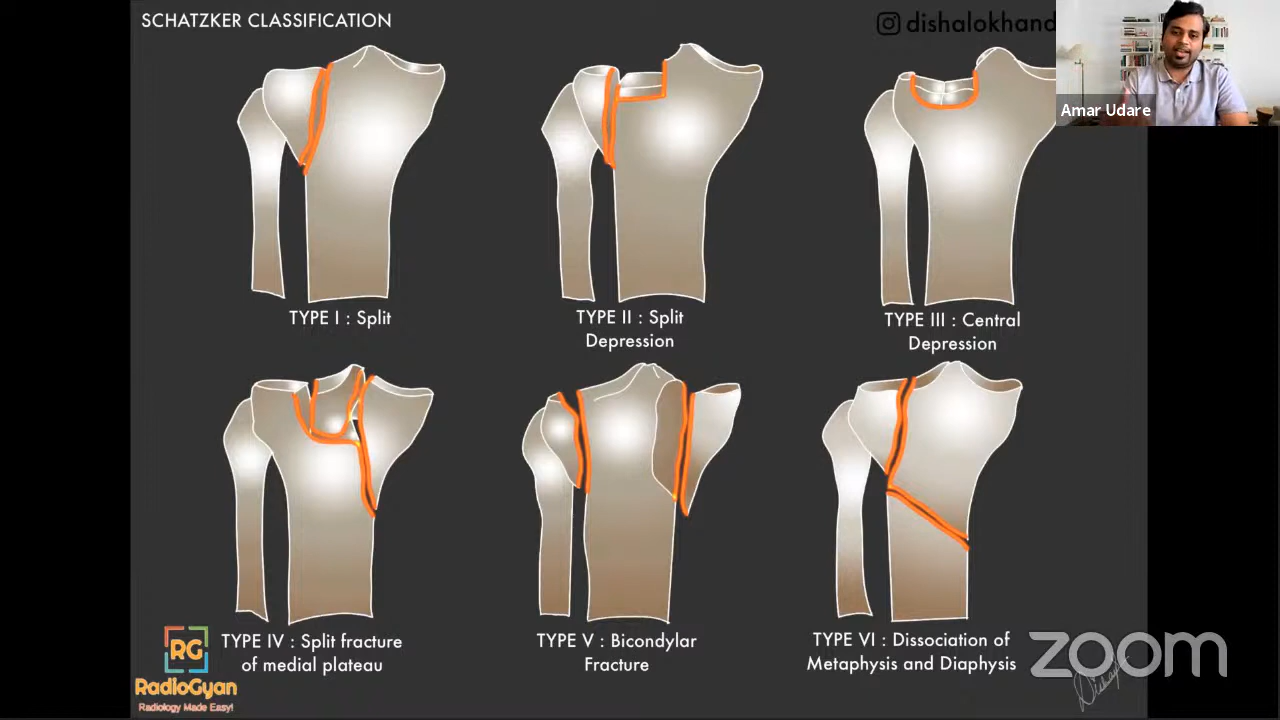 SCHATZKER CLASSIFICATION
dishalokhand
Amar Udare
TYPE I : Split
TYPE II : Split
Depression
TYPE III : Central
Depression
TYPE IV : Split fracture
of medial plateau
TYPE V : Bicondylar
Fracture
TYPE VI : Dissociation of
Metaphysis and Diaphysis
RG
RadioGyan
Radiology Made Easy!
zoom